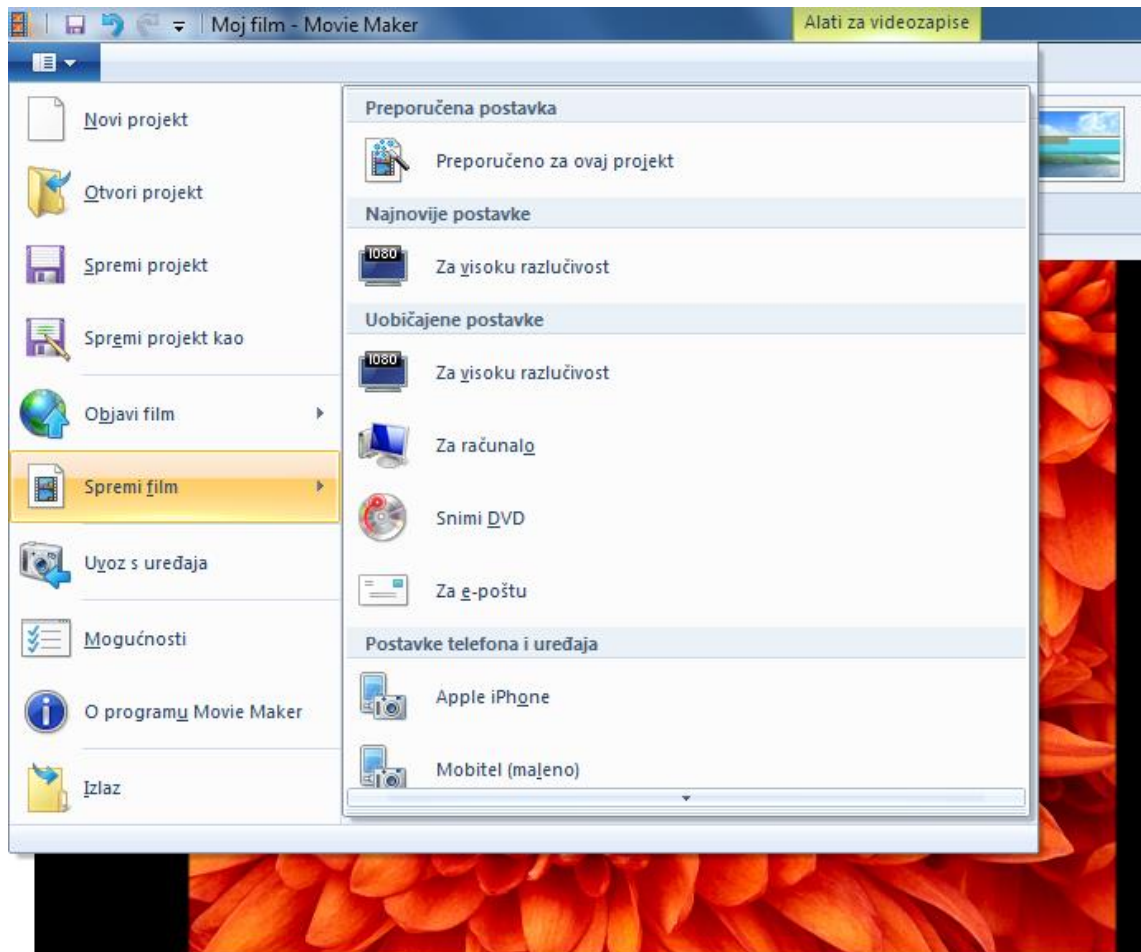 Moj film - Movie Maker
Alati za videozapise
Novi projekt
Otvori projekt
Spremi projekt
Spremi projekt kao
Objavi film
Spremi film
Uvoz s uređaja
Mogućnosti
O programu Movie Maker
Izlaz
Preporučena postavka
Preporučeno za ovaj projekt
Najnovije postavke
1080
Za visoku razlučivost
Uobičajene postavke
1080
Za visoku razlučivost
Za računalo
Snimi DVD
Za e-poštu
Postavke telefona i uređaja
Apple iPhone
Mobitel (maleno)